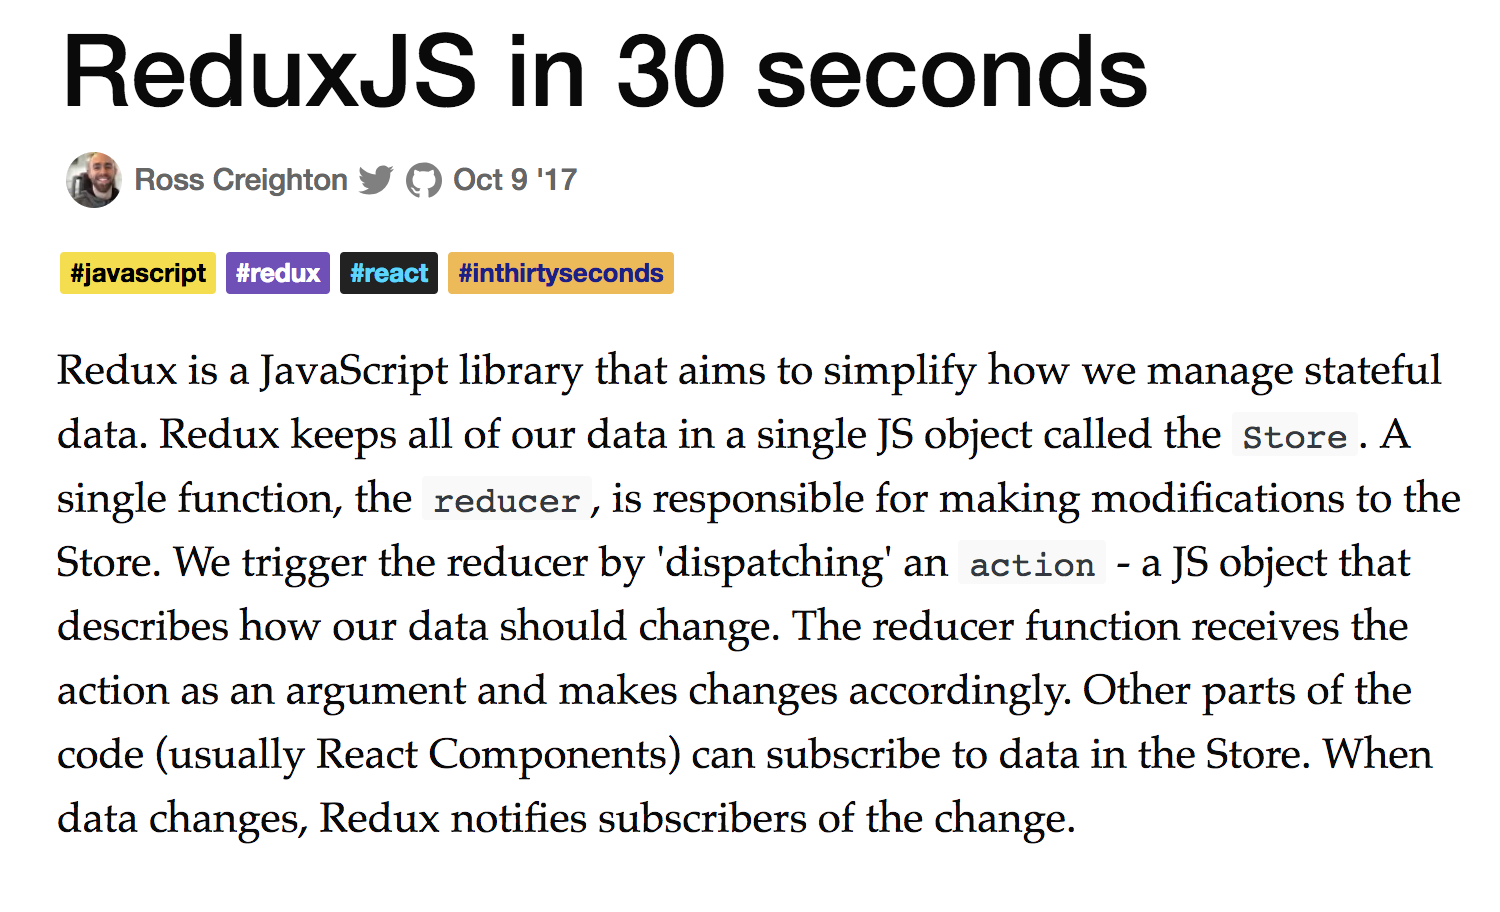 ReduxJS in 30 seconds
Ross Creighton Oct 9 '17
#javascript #redux #react #inthirtyseconds
Redux is a JavaScript library that aims to simplify how we manage stateful
data. Redux keeps all of our data in a single JS object called the Store. A
single function, the reducer, is responsible for making modifications to the
Store. We trigger the reducer by 'dispatching' an action - a JS object that
describes how our data should change. The reducer function receives the
action as an argument and makes changes accordingly. Other parts of the
code (usually React Components) can subscribe to data in the Store. When
data changes, Redux notifies subscribers of the change.